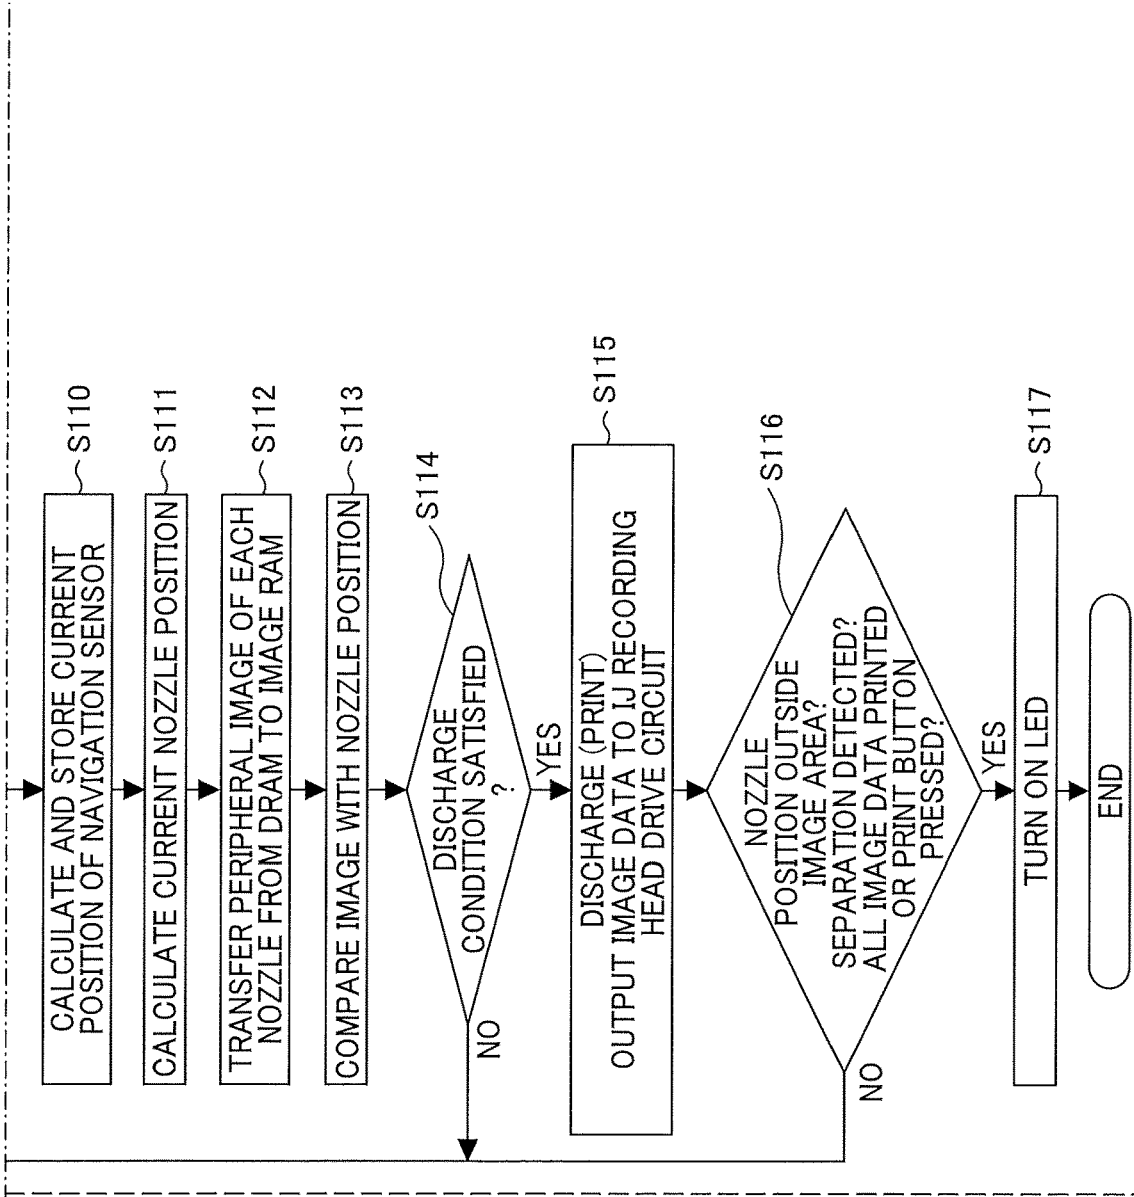 CALCULATE AND STORE CURRENT
POSITION OF NAVIGATION SENSOR
S110
CALCULATE CURRENT NOZZLE POSITION
S111
TRANSFER PERIPHERAL IMAGE OF EACH
NOZZLE FROM DRAM TO IMAGE RAM
S112
COMPARE IMAGE WITH NOZZLE POSITION
S113
DISCHARGE
CONDITION SATISFIED
?
S114
NO
YES
DISCHARGE (PRINT)
OUTPUT IMAGE DATA TO IJ RECORDING
HEAD DRIVE CIRCUIT
S115
NOZZLE
POSITION OUTSIDE
IMAGE AREA?
SEPARATION DETECTED?
ALL IMAGE DATA PRINTED
OR PRINT BUTTON
PRESSED?
S116
NO
YES
TURN ON LED
S117
END